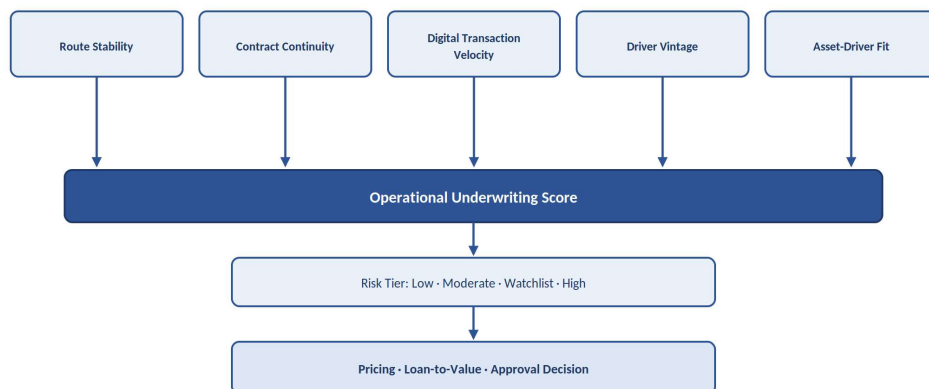 Route Stability
Contract Continuity
Digital Transaction
Velocity
Driver Vintage
Asset-Driver Fit
Operational Underwriting Score
Risk Tier: Low · Moderate · Watchlist · High
Pricing · Loan-to-Value · Approval Decision